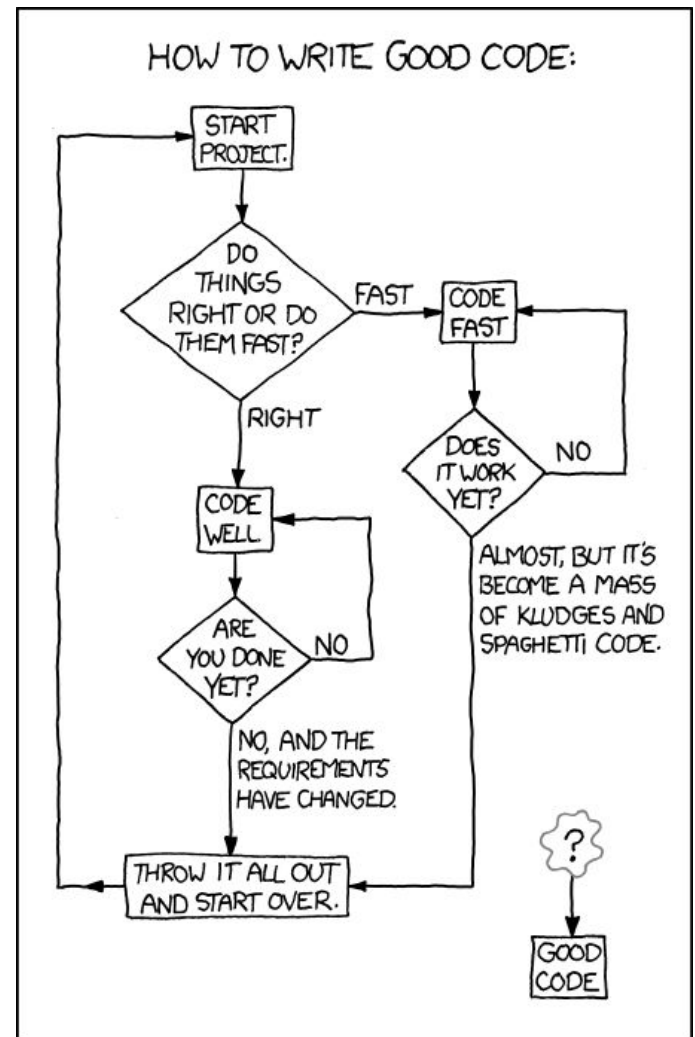 HOW TO WRITE GOOD CODE:
START
PROJECT.
DO
THINGS
RIGHT OR DO
THEM FAST?
FAST
CODE
FAST
RIGHT
DOES
IT WORK
YET?
NO
CODE
WELL
ALMOST, BUT IT'S
BECOME A MASS
OF KLUDGES AND
SPAGHETTI CODE.
ARE
YOU DONE
YET?
NO
NO, AND THE
REQUIREMENTS
HAVE CHANGED.
THROW IT ALL OUT
AND START OVER.
?
GOOD
CODE